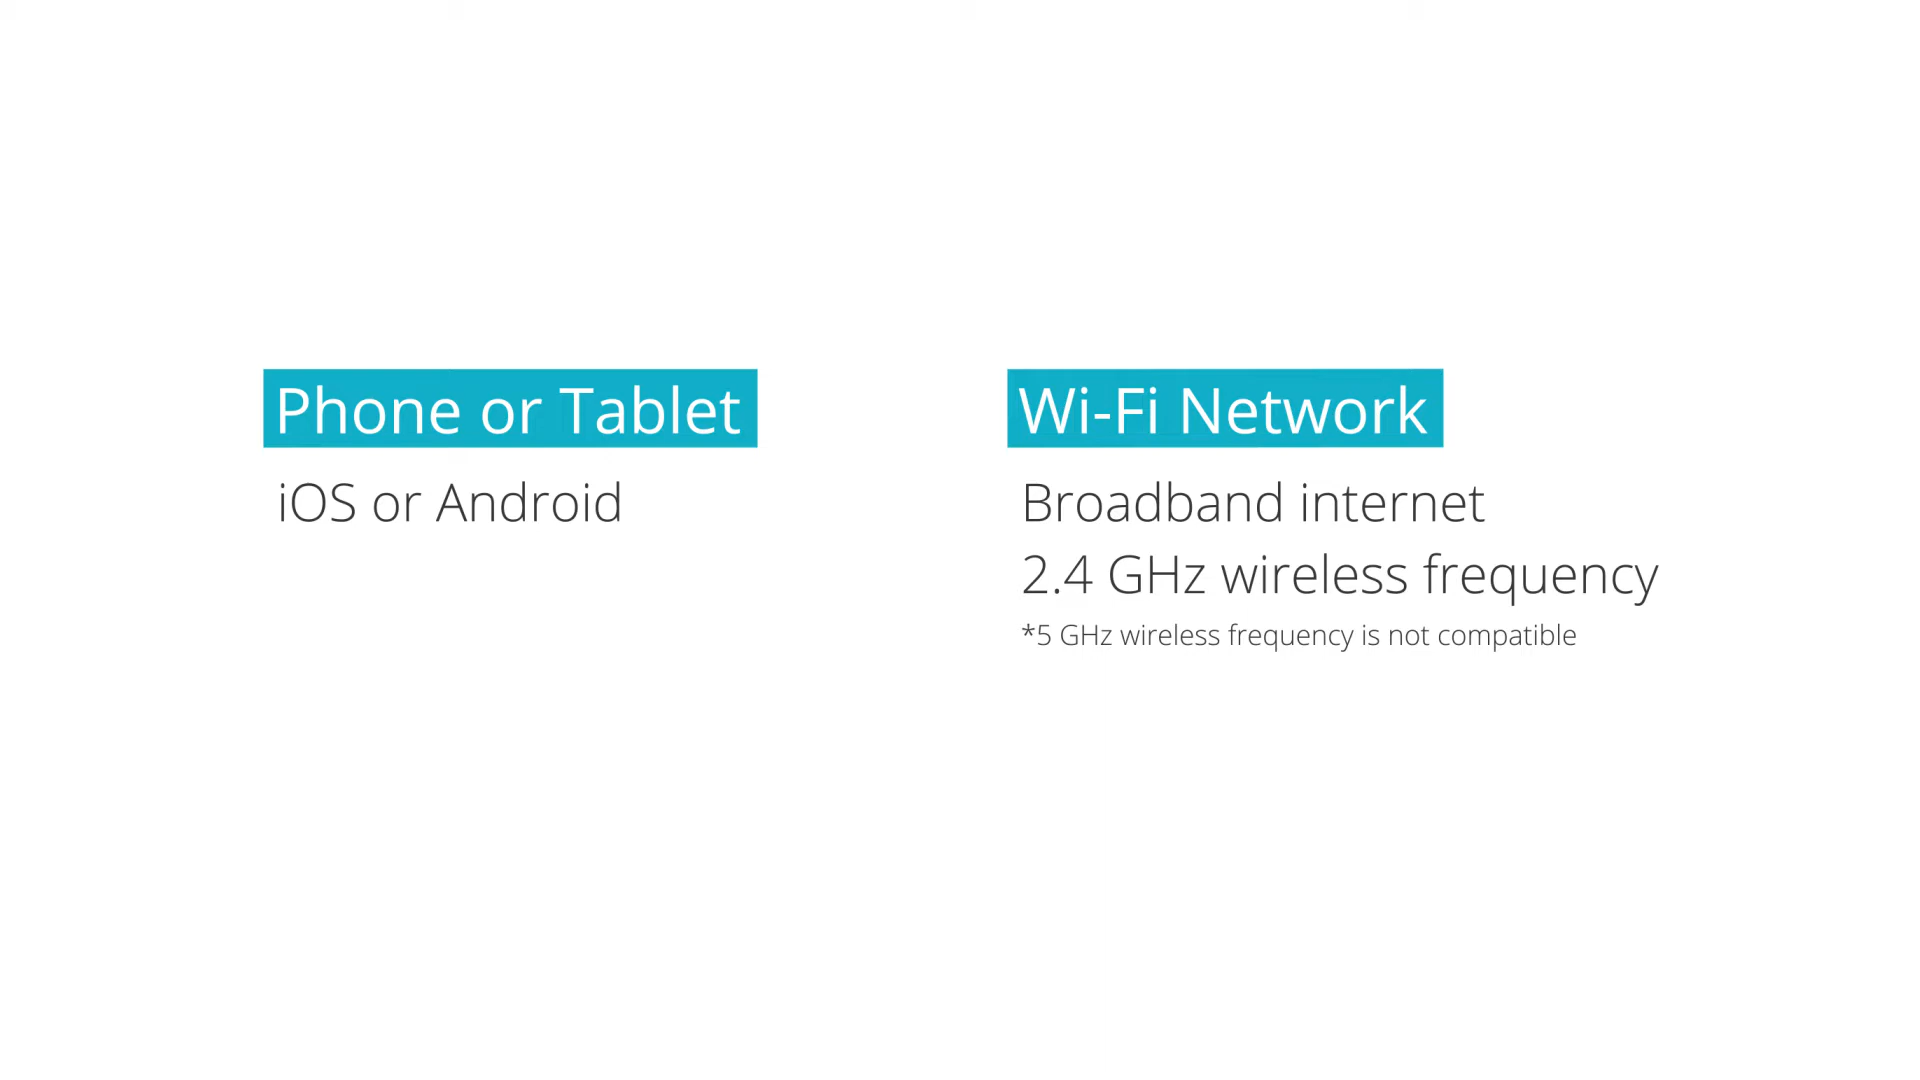 Phone or Tablet
iOS or Android
Wi-Fi Network
Broadband internet
2.4 GHz wireless frequency
*5 GHz wireless frequency is not compatible